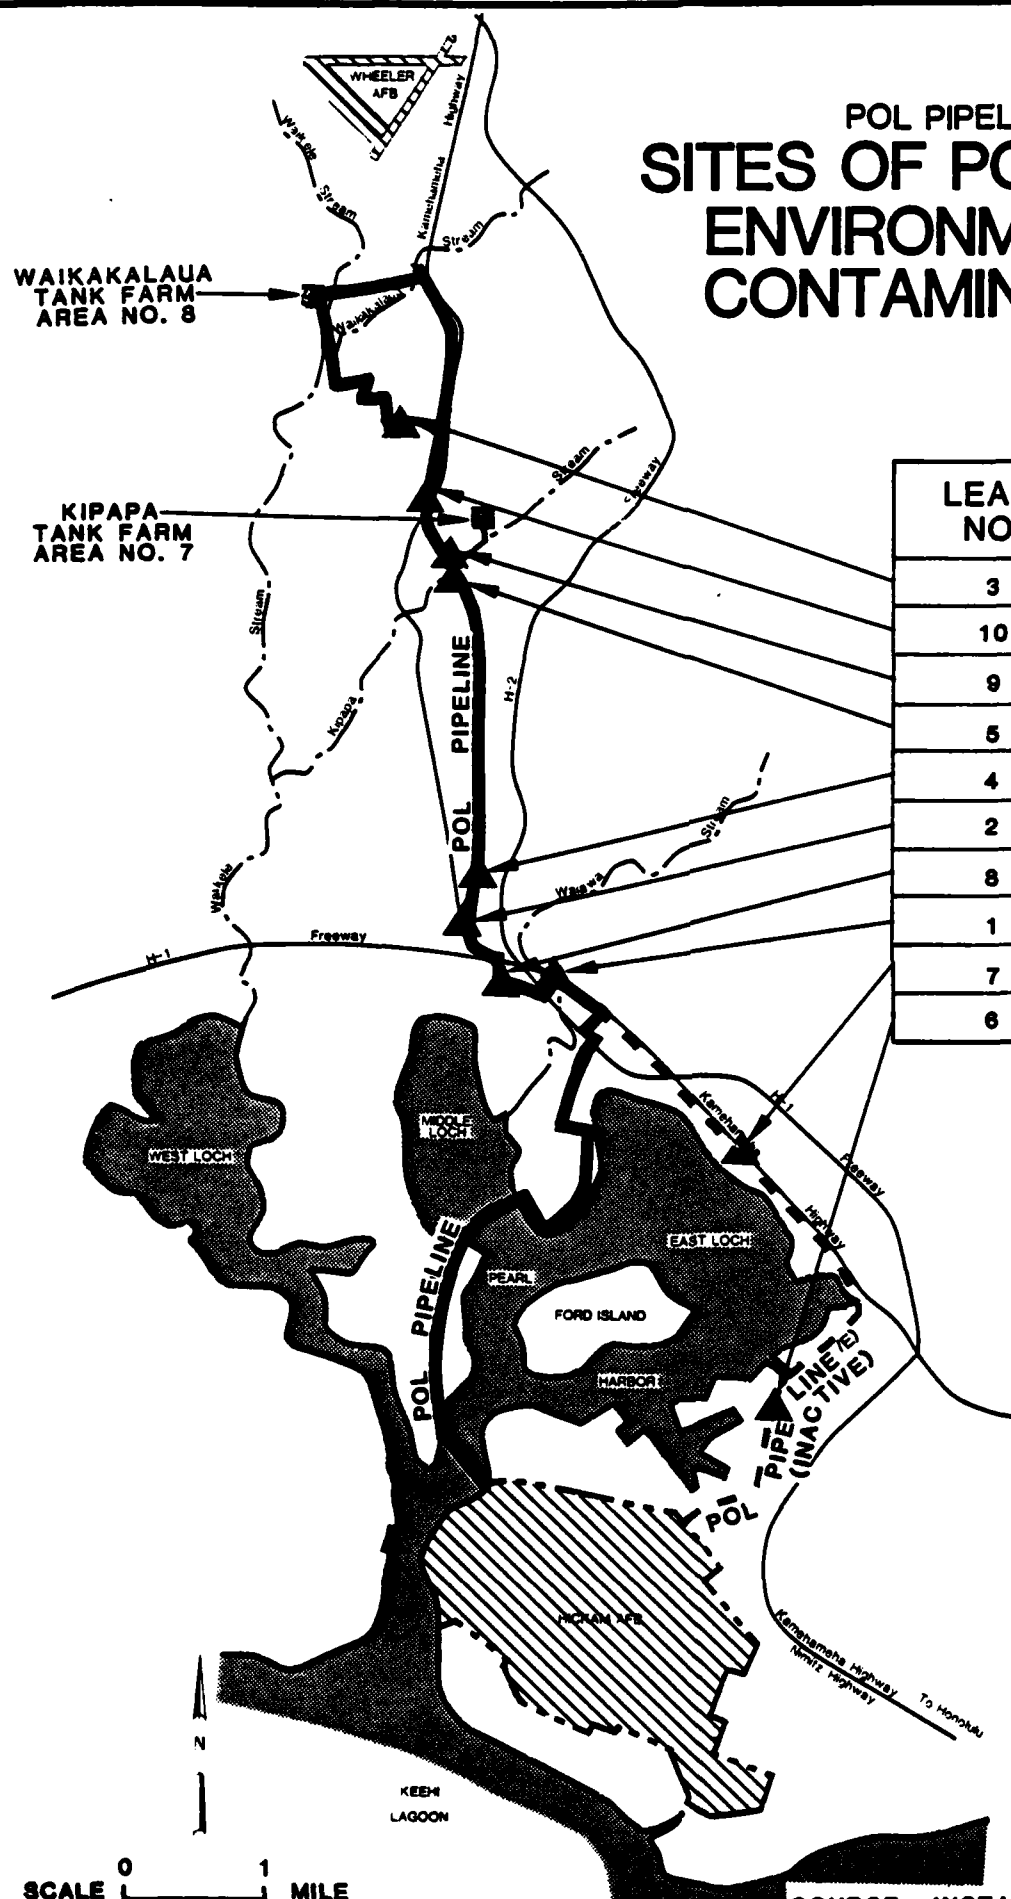 POL PIPEL
SITES OF PO
ENVIRONM
CONTAMIN
WHEELER
AFB
Kamehameha Highway
Waikele
Stream
Stream
WAIKAKALAUA
TANK FARM
AREA NO. 8
Waikakalaua
Stream
KIPAPA
TANK FARM
AREA NO. 7
LEA
NO
3
10
9
5
4
2
8
1
7
6
Stream
Kipapa
POL PIPELINE
H-2
Stream
Waiawa
Waikele
H-1
Freeway
WEST LOCH
MIDDLE
LOCH
H-1
Freeway
Highway
EAST LOCH
PEARL
FORD ISLAND
HARBOR
POL PIPELINE
POL PIPE LINE (E)
(INACTIVE)
HICKAM AFB
Kamehameha Highway
Nimitz Highway
To Honolulu
N
KEEHI
LAGOON
0 1
SCALE MILE